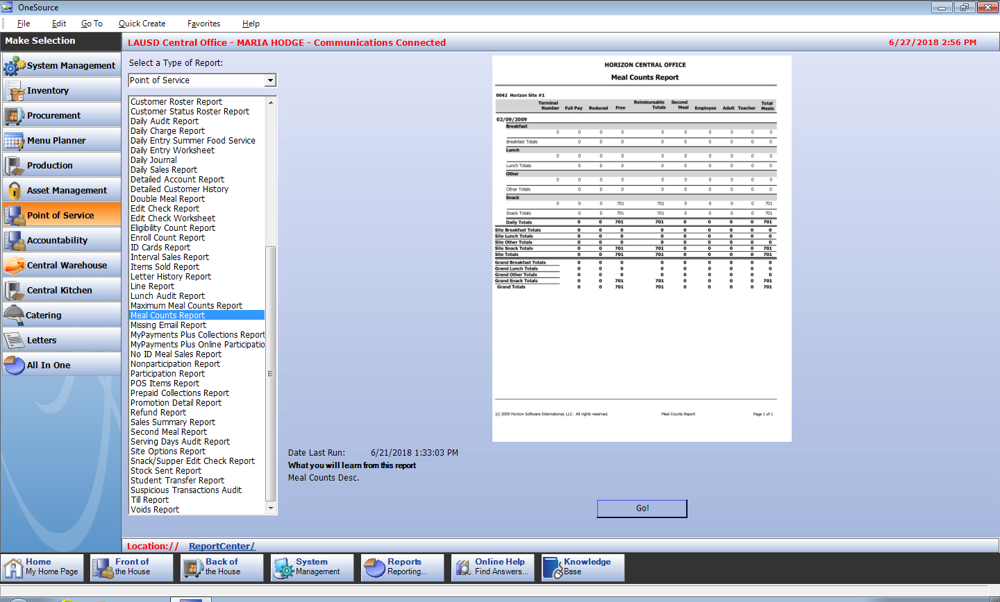 OneSource
File Edit Go To Quick Create Favorites Help
Make Selection
LAUSD Central Office - MARIA HODGE - Communications Connected 6/27/2018 2:56 PM
System Management
Inventory
Procurement
Menu Planner
Production
Asset Management
Point of Service
Accountability
Central Warehouse
Central Kitchen
Catering
Letters
All In One
Select a Type of Report:
Point of Service
Customer Roster Report
Customer Status Roster Report
Daily Audit Report
Daily Charge Report
Daily Entry Summer Food Service
Daily Entry Worksheet
Daily Journal
Daily Sales Report
Detailed Account Report
Detailed Customer History
Double Meal Report
Edit Check Report
Edit Check Worksheet
Eligibility Count Report
Enroll Count Report
ID Cards Report
Interval Sales Report
Items Sold Report
Letter History Report
Line Report
Lunch Audit Report
Maximum Meal Counts Report
Meal Counts Report
Missing Email Report
MyPayments Plus Collections Report
MyPayments Plus Online Participatio
No ID Meal Sales Report
Nonparticipation Report
Participation Report
POS Items Report
Prepaid Collections Report
Promotion Detail Report
Refund Report
Sales Summary Report
Second Meal Report
Serving Days Audit Report
Site Options Report
Snack/Supper Edit Check Report
Stock Sent Report
Student Transfer Report
Suspicious Transactions Audit
Till Report
Voids Report
HORIZON CENTRAL OFFICE
Meal Counts Report
0042 Horizon Site #1
Terminal Number Full Pay Reduced Free Reimbursable Totals Second Meal Employee Adult Teacher Total Meals
02/09/2009
Breakfast
0 0 0 0 0 0 0 0 0 0
Breakfast Totals 0 0 0 0 0 0 0 0 0
Lunch
0 0 0 0 0 0 0 0 0 0
Lunch Totals 0 0 0 0 0 0 0 0 0
Other
0 0 0 0 0 0 0 0 0 0
Other Totals 0 0 0 0 0 0 0 0 0
Snack
0 0 0 701 701 0 0 0 0 701
Snack Totals 0 0 701 701 0 0 0 0 701
Daily Totals 0 0 701 701 0 0 0 0 701
Site Breakfast Totals 0 0 0 0 0 0 0 0 0
Site Lunch Totals 0 0 0 0 0 0 0 0 0
Site Other Totals 0 0 0 0 0 0 0 0 0
Site Snack Totals 0 0 701 701 0 0 0 0 701
Site Totals 0 0 701 701 0 0 0 0 701
Grand Breakfast Totals 0 0 0 0 0 0 0 0 0
Grand Lunch Totals 0 0 0 0 0 0 0 0 0
Grand Other Totals 0 0 0 0 0 0 0 0 0
Grand Snack Totals 0 0 701 701 0 0 0 0 701
Grand Totals 0 0 701 701 0 0 0 0 701
(c) 2005 Horizon Software International, LLC. All rights reserved. Meal Counts Report Page 1 of 1
Date Last Run: 6/21/2018 1:33:03 PM
What you will learn from this report
Meal Counts Desc.
Go!
Location:// ReportCenter/
Home
My Home Page
Front of
the House
Back of
the House
System
Management
Reports
Reporting...
Online Help
Find Answers...
Knowledge
Base